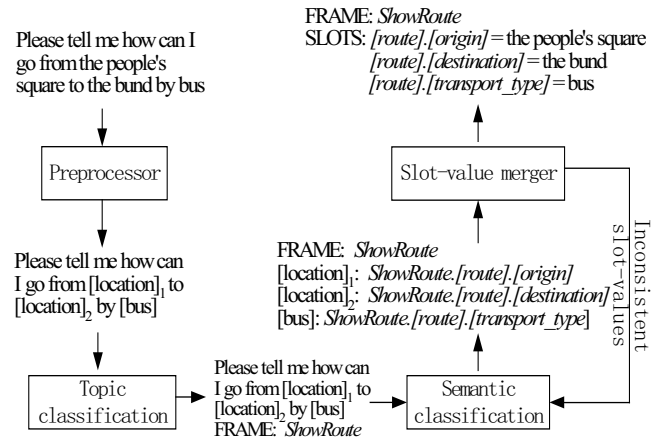 Please tell me how can I
go from the people's
square to the bund by bus
Preprocessor
Please tell me how can
I go from [location]1 to
[location]2 by [bus]
Topic
classification
Please tell me how can
I go from [location]1 to
[location]2 by [bus]
FRAME: ShowRoute
Semantic
classification
FRAME: ShowRoute
[location]1: ShowRoute.[route].[origin]
[location]2: ShowRoute.[route].[destination]
[bus]: ShowRoute.[route].[transport_type]
Slot-value merger
Inconsistent
slot-values
FRAME: ShowRoute
SLOTS: [route].[origin] = the people's square
[route].[destination] = the bund
[route].[transport_type] = bus